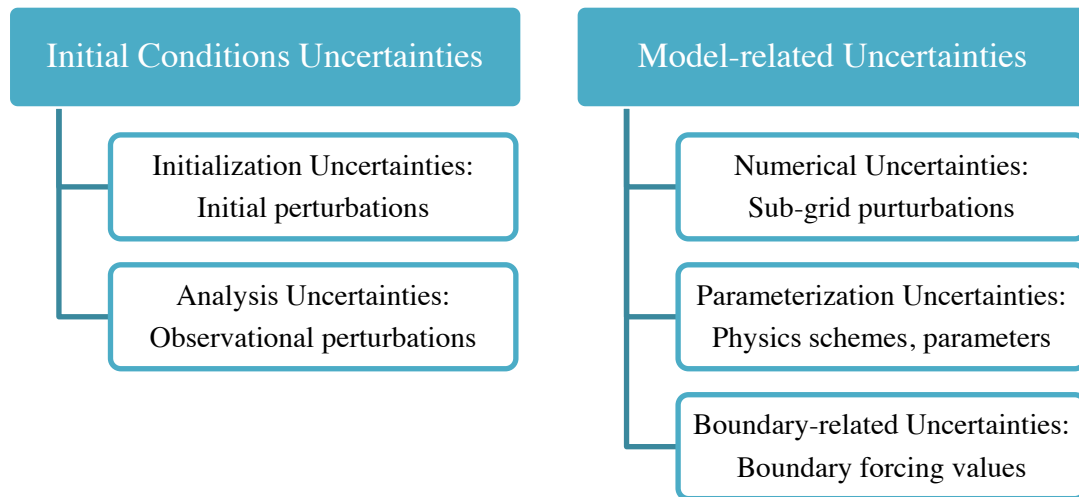 Initial Conditions Uncertainties
Initialization Uncertainties:
Initial perturbations
Analysis Uncertainties:
Observational perturbations
Model-related Uncertainties
Numerical Uncertainties:
Sub-grid purturbations
Parameterization Uncertainties:
Physics schemes, parameters
Boundary-related Uncertainties:
Boundary forcing values